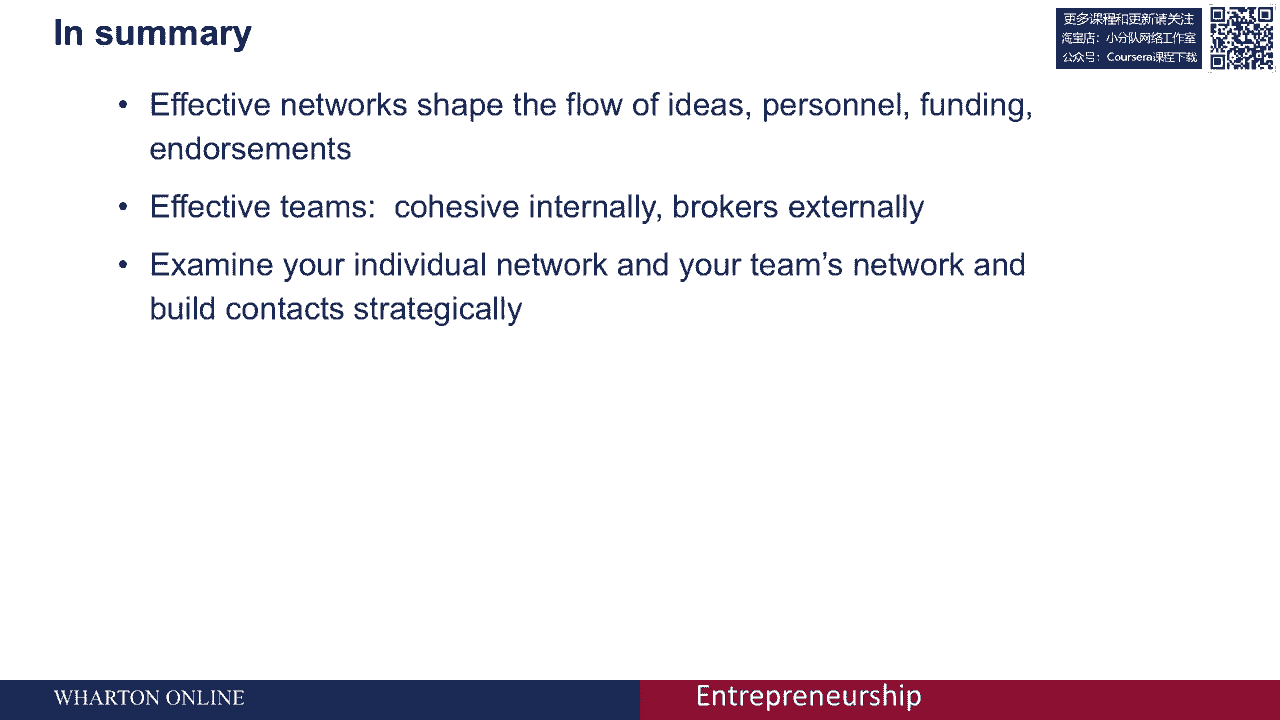 In summary
更多课程和更新请关注
淘宝店：小分队网络工作室
公众号：Coursera课程下载
• Effective networks shape the flow of ideas, personnel, funding,
endorsements
• Effective teams:  cohesive internally, brokers externally
• Examine your individual network and your team’s network and
build contacts strategically
WHARTON ONLINE
Entrepreneurship